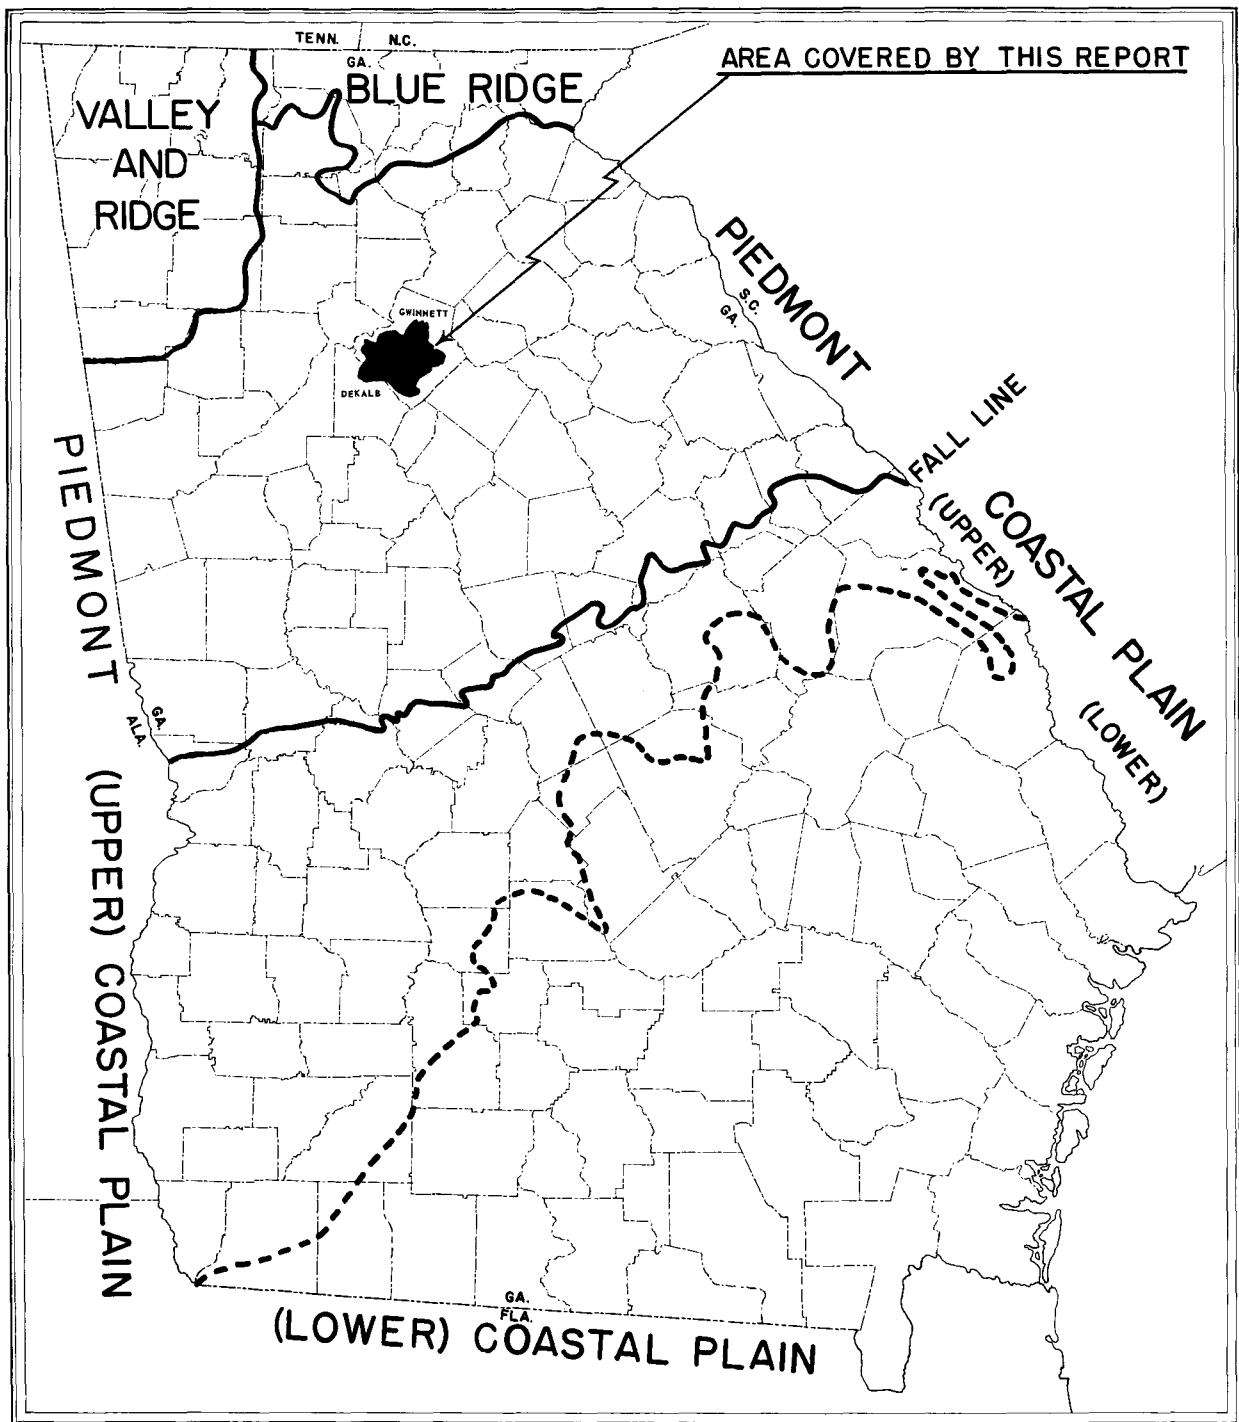 TENN. N.C.
GA.
AREA COVERED BY THIS REPORT
BLUE RIDGE
VALLEY
AND
RIDGE
PIEDMONT
S.C.
GA.
GWINNETT
DEKALB
FALL LINE
PIEDMONT
(UPPER)
COASTAL PLAIN
(LOWER)
GA.
ALA.
(UPPER) COASTAL PLAIN
GA.
FLA.
(LOWER) COASTAL PLAIN